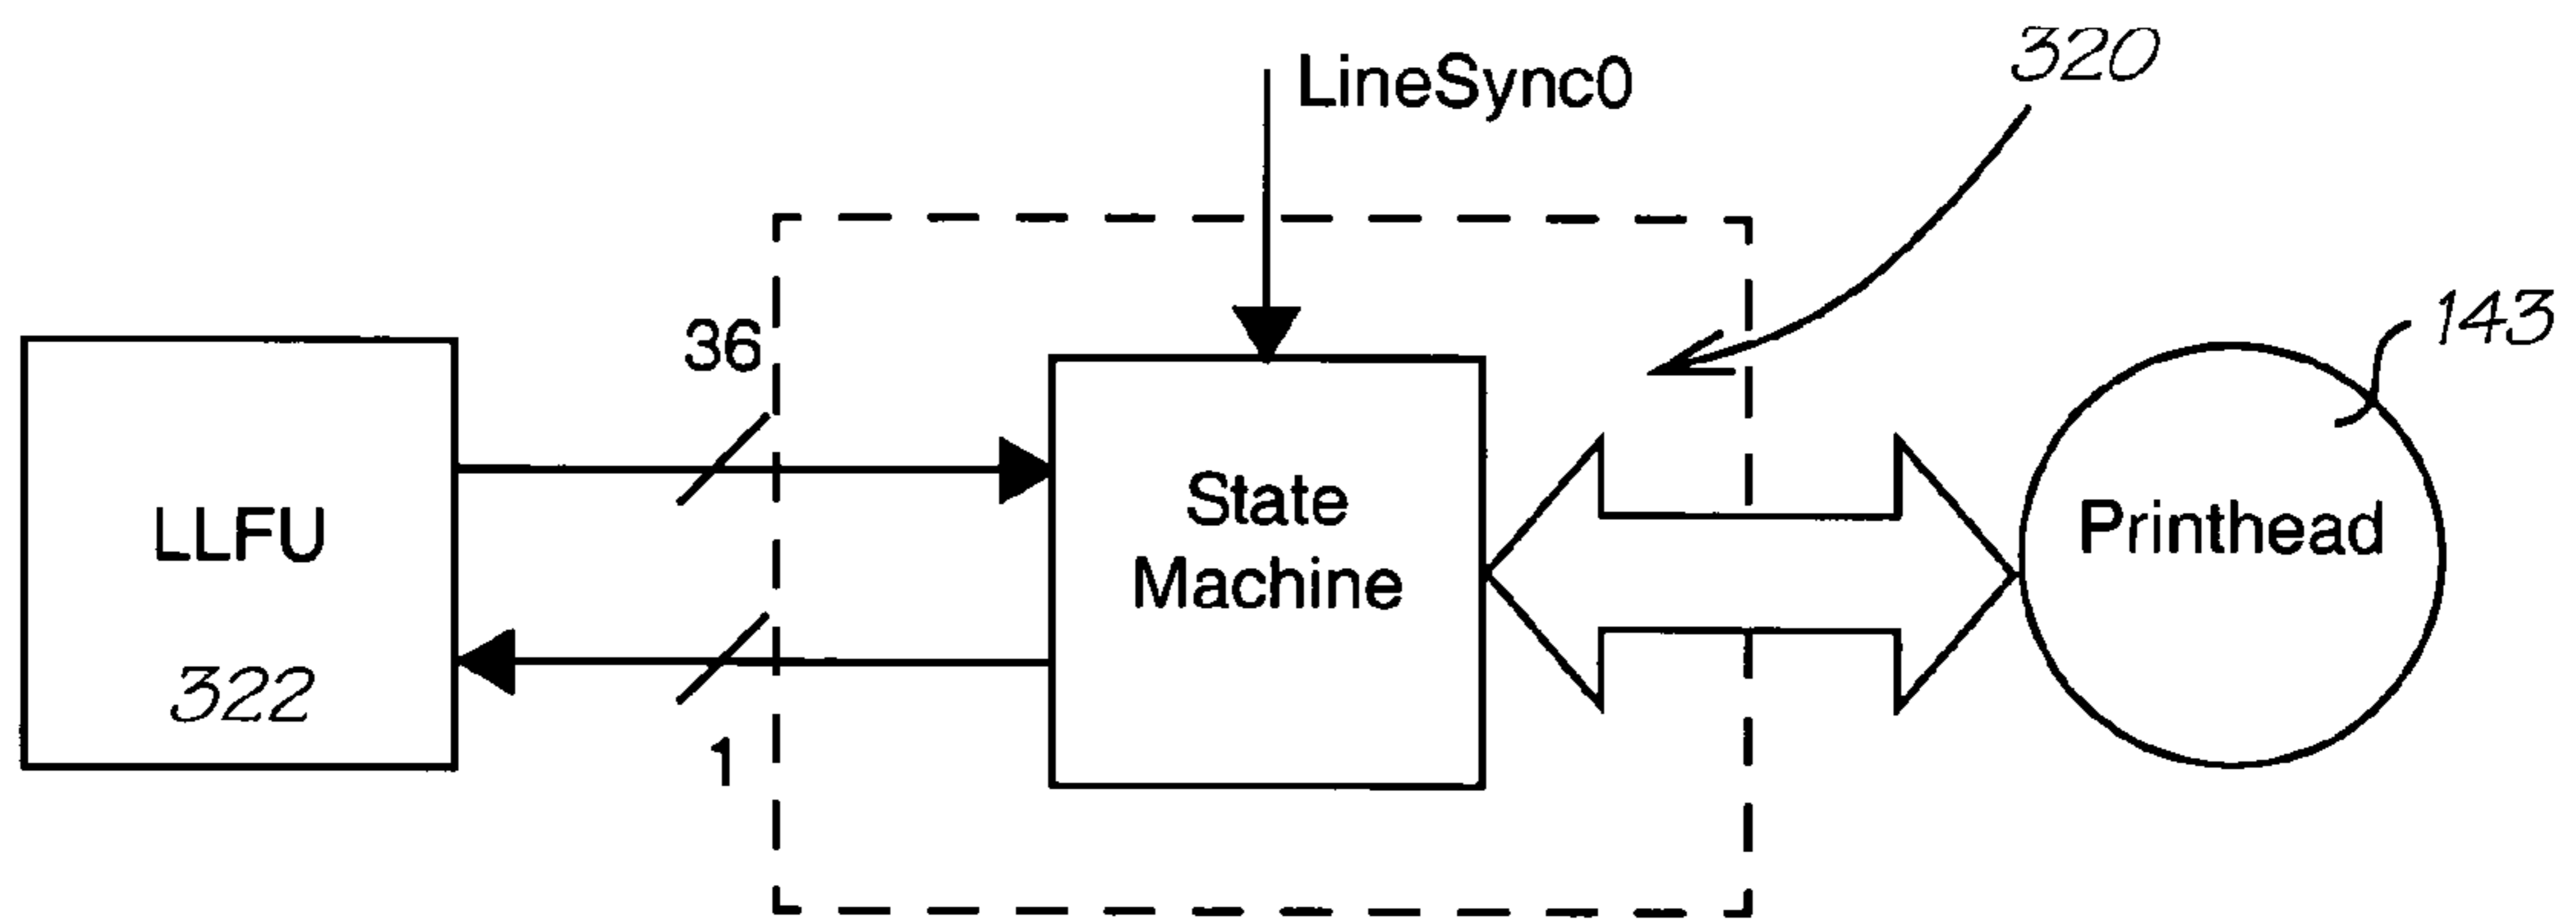 LineSync0
320
143
36
LLFU
322
1
State
Machine
Printhead